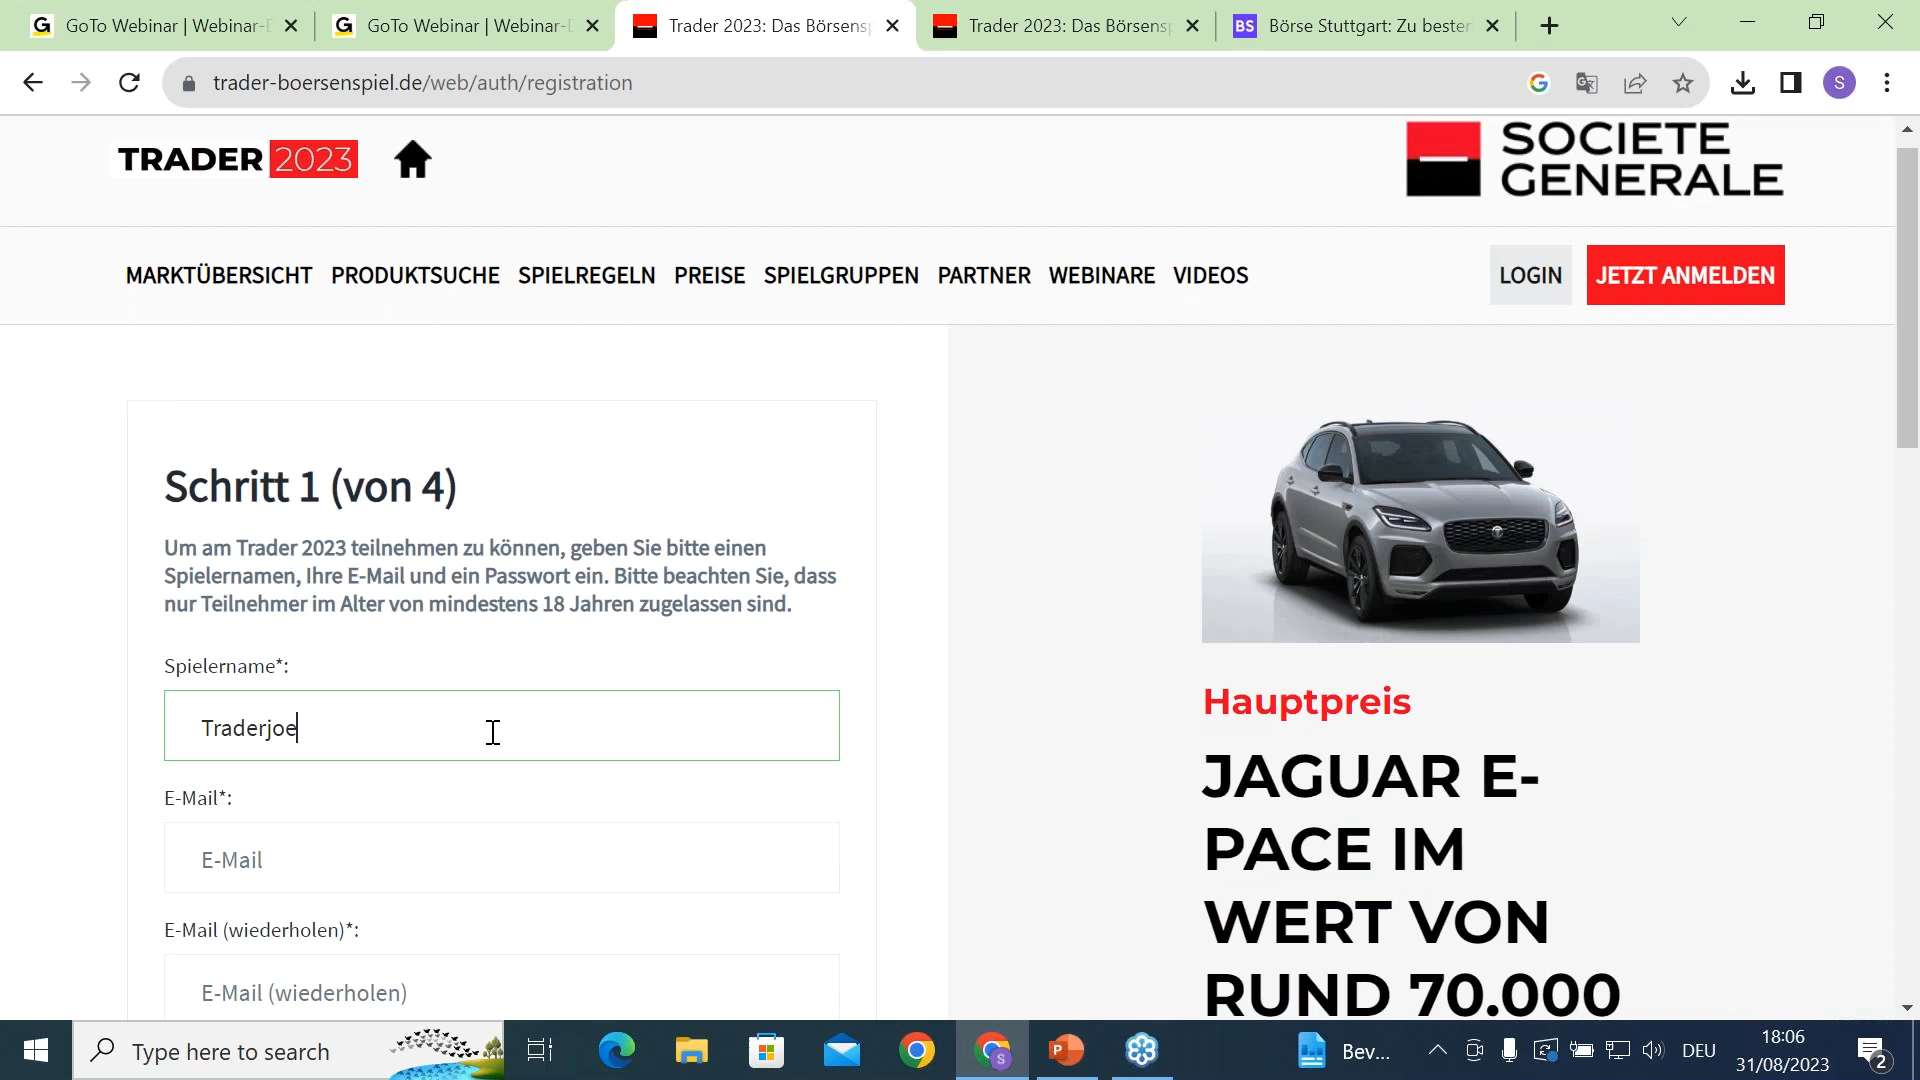 GoTo Webinar | Webinar-D
GoTo Webinar | Webinar-D
Trader 2023: Das Börsensp
Trader 2023: Das Börsensp
BS Börse Stuttgart: Zu bester
trader-boersenspiel.de/web/auth/registration
S
TRADER 2023
SOCIETE
GENERALE
MARKTÜBERSICHT PRODUKTSUCHE SPIELREGELN PREISE SPIELGRUPPEN PARTNER WEBINARE VIDEOS
LOGIN
JETZT ANMELDEN
Schritt 1 (von 4)
Um am Trader 2023 teilnehmen zu können, geben Sie bitte einen
Spielernamen, Ihre E-Mail und ein Passwort ein. Bitte beachten Sie, dass
nur Teilnehmer im Alter von mindestens 18 Jahren zugelassen sind.
Spielername*:
Traderjoe
E-Mail*:
E-Mail
E-Mail (wiederholen)*:
E-Mail (wiederholen)
Hauptpreis
JAGUAR E-
PACE IM
WERT VON
RUND 70.000
Type here to search
Bev...
DEU
18:06
31/08/2023
2